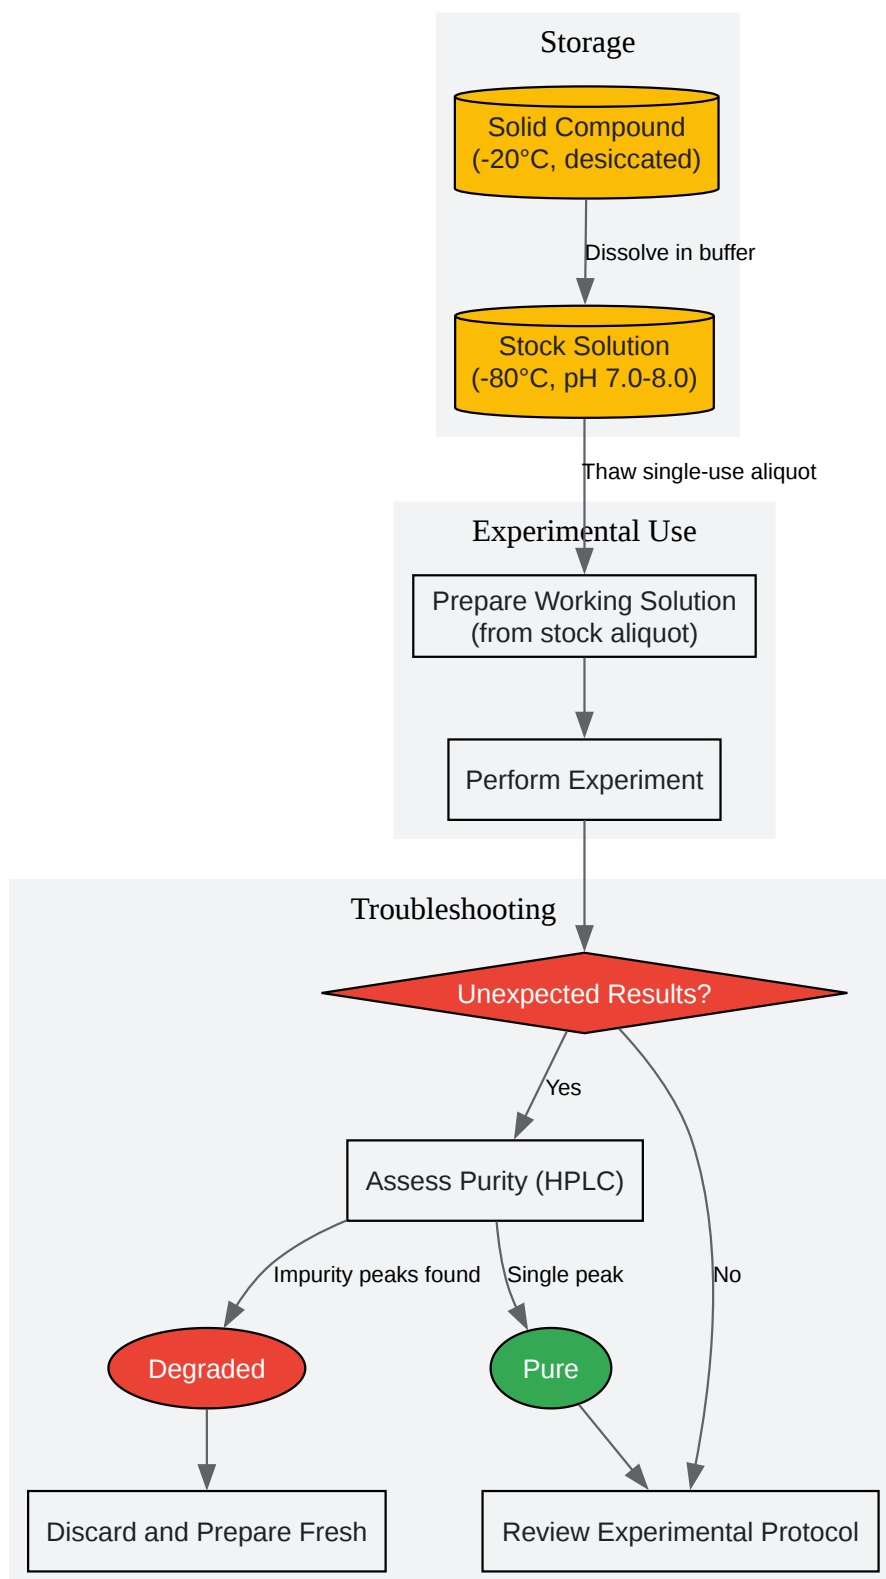 Storage
Solid Compound
(-20°C, desiccated)
Dissolve in buffer
Stock Solution
(-80°C, pH 7.0-8.0)
Thaw single-use aliquot
Experimental Use
Prepare Working Solution
(from stock aliquot)
Perform Experiment
Troubleshooting
Unexpected Results?
Yes
Assess Purity (HPLC)
Impurity peaks found
Single peak
No
Degraded
Pure
Discard and Prepare Fresh
Review Experimental Protocol